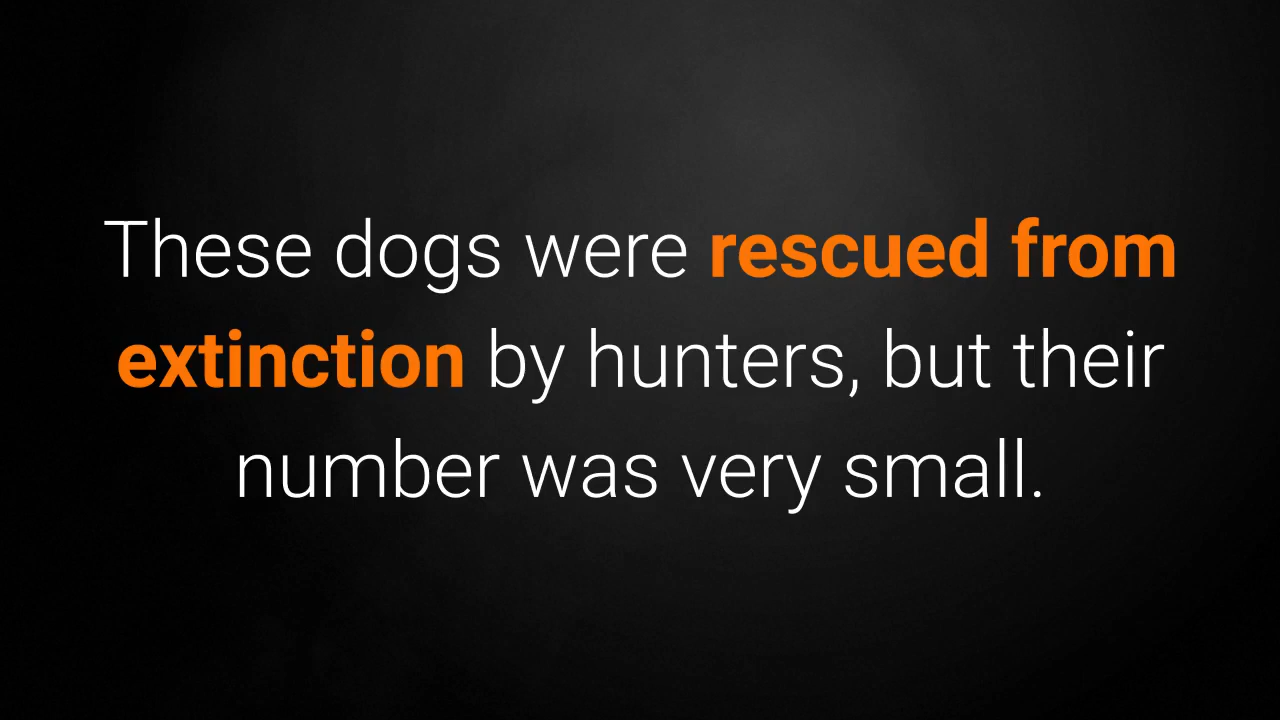 These dogs were rescued from
extinction by hunters, but their
number was very small.